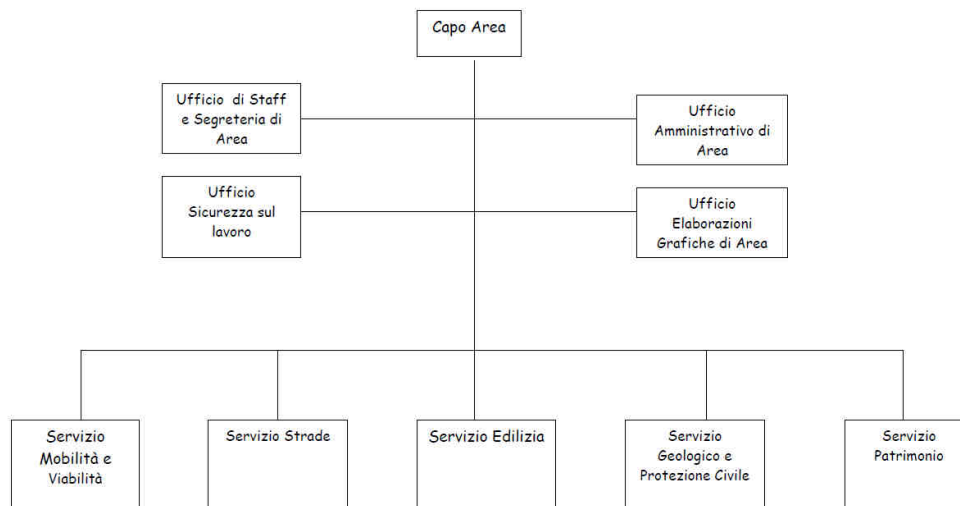 Capo Area
Ufficio di Staff
e Segreteria di
Area
Ufficio
Amministrativo di
Area
Ufficio
Sicurezza sul
lavoro
Ufficio
Elaborazioni
Grafiche di Area
Servizio
Mobilità e
Viabilità
Servizio Strade
Servizio Edilizia
Servizio
Geologico e
Protezione Civile
Servizio
Patrimonio